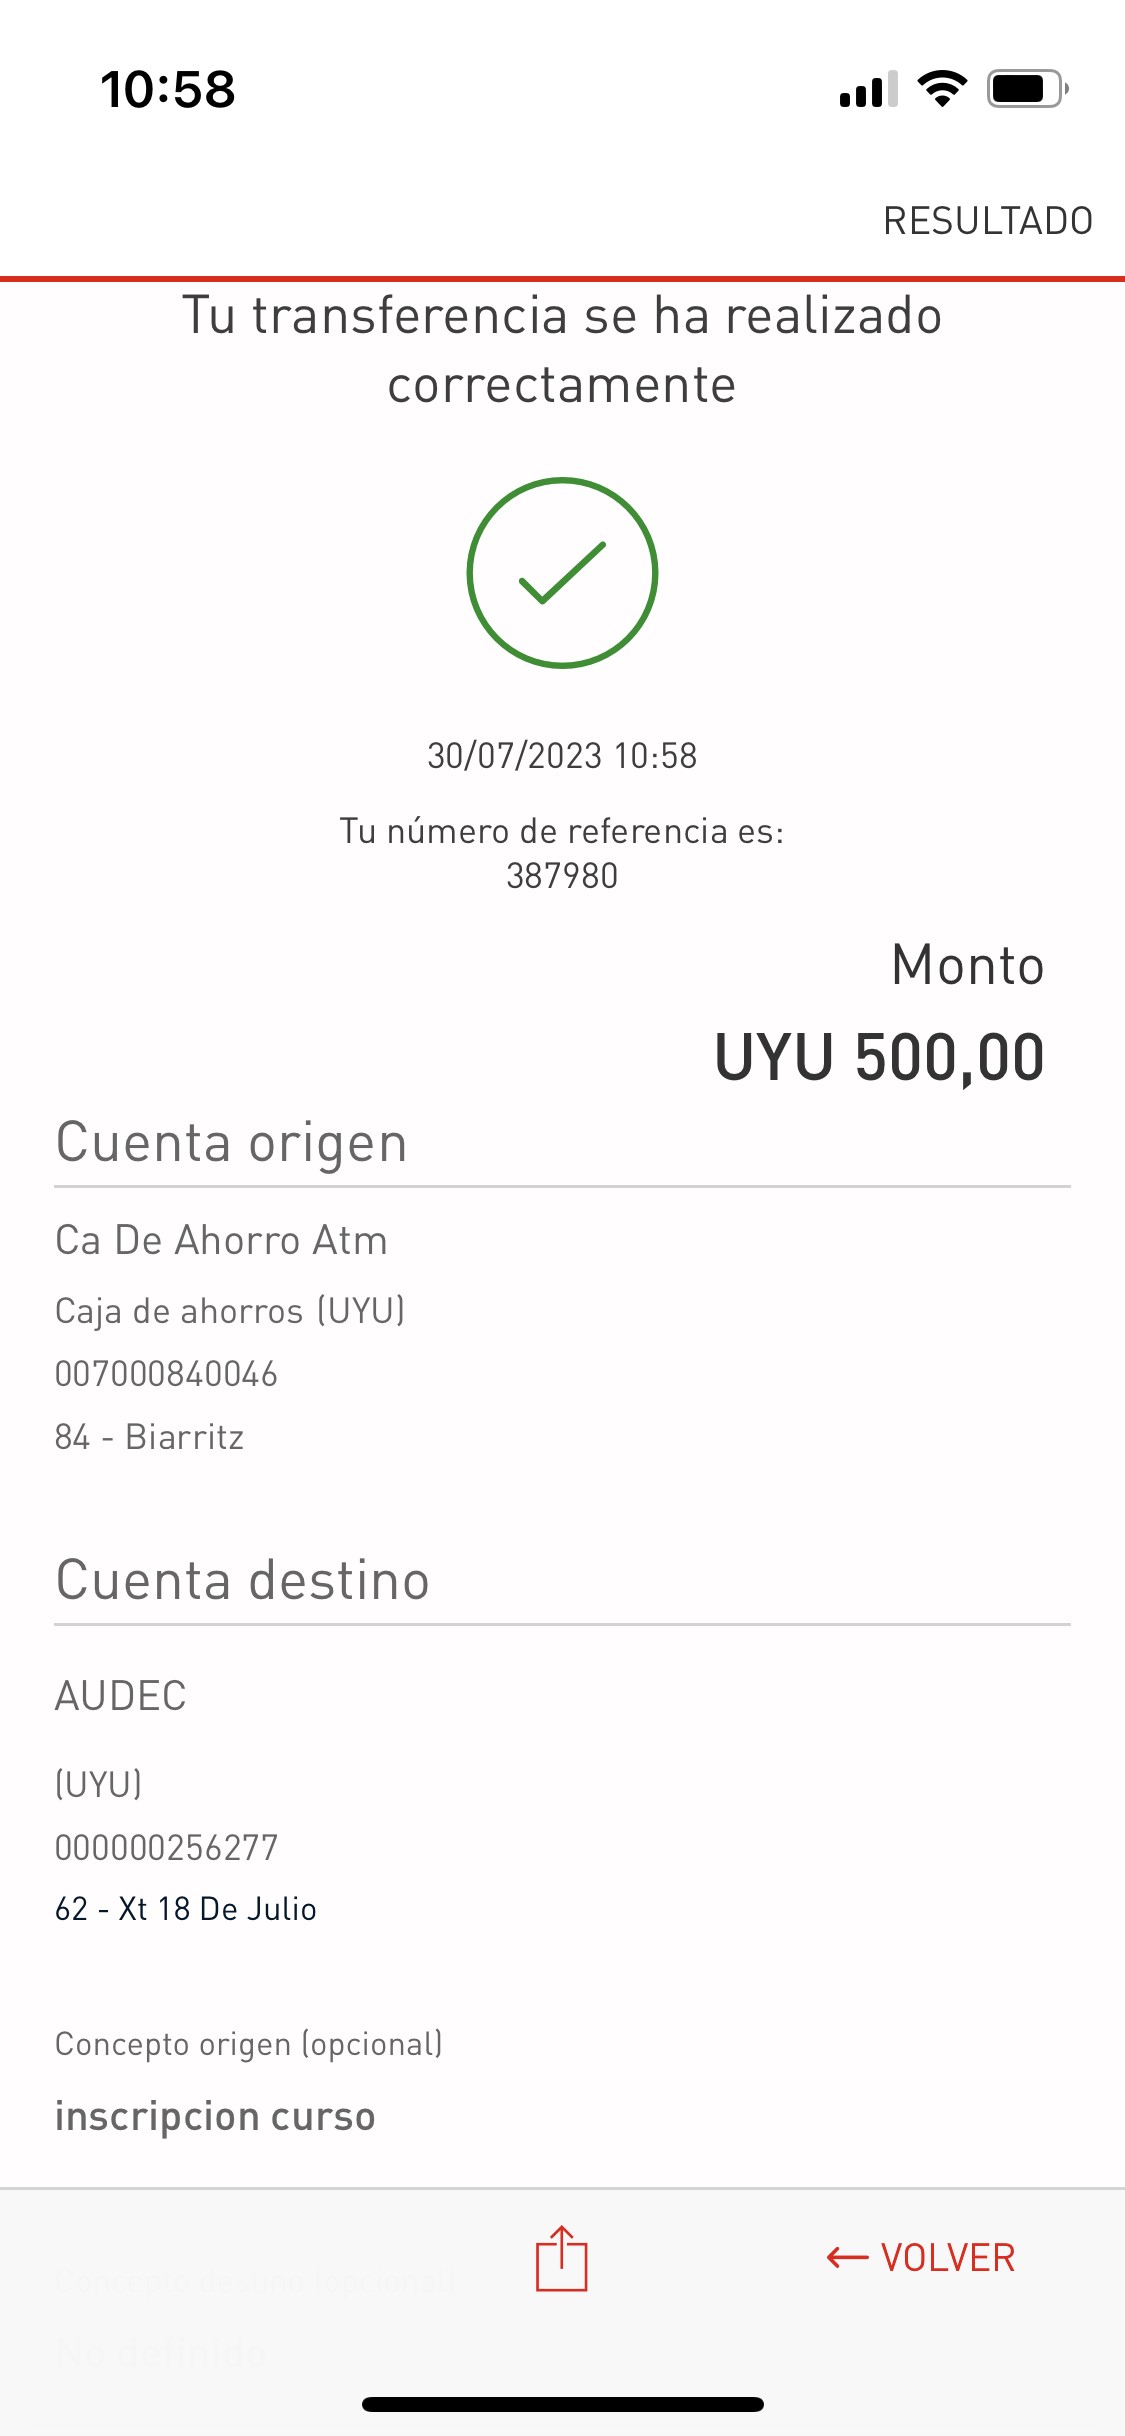 10:58
RESULTADO
Tu transferencia se ha realizado
correctamente
30/07/2023 10:58
Tu número de referencia es:
387980
Monto
UYU 500,00
Cuenta origen
Ca De Ahorro Atm
Caja de ahorros (UYU)
007000840046
84 - Biarritz
Cuenta destino
AUDEC
(UYU)
000000256277
62 - Xt 18 De Julio
Concepto origen (opcional)
inscripcion curso
Concepto destino (opcional)
No definido
← VOLVER